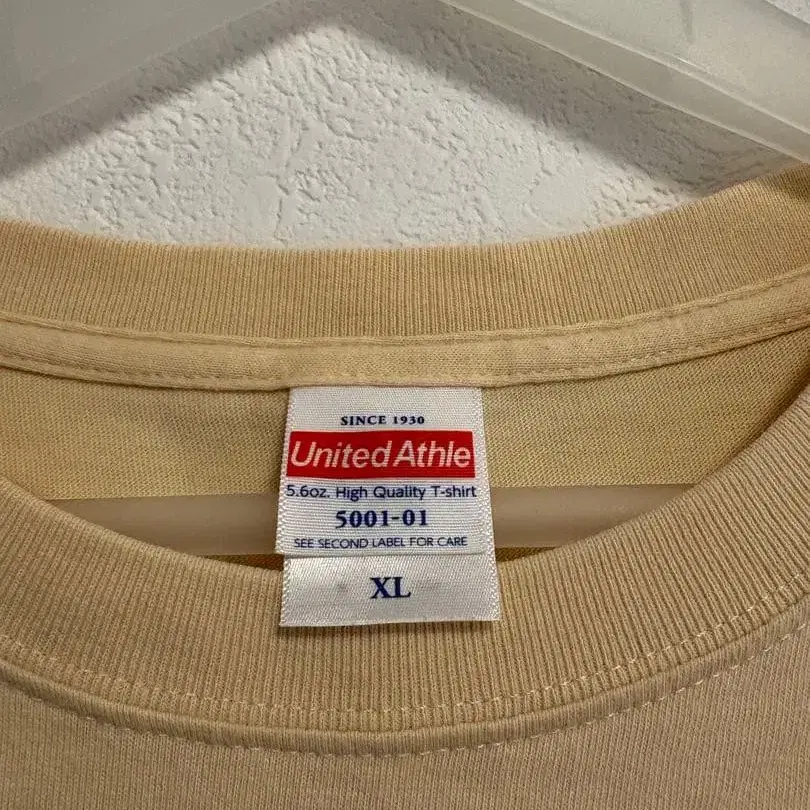 SINCE 1930
United Athle
5.6oz. High Quality T-shirt
5001-01
SEE SECOND LABEL FOR CARE
XL